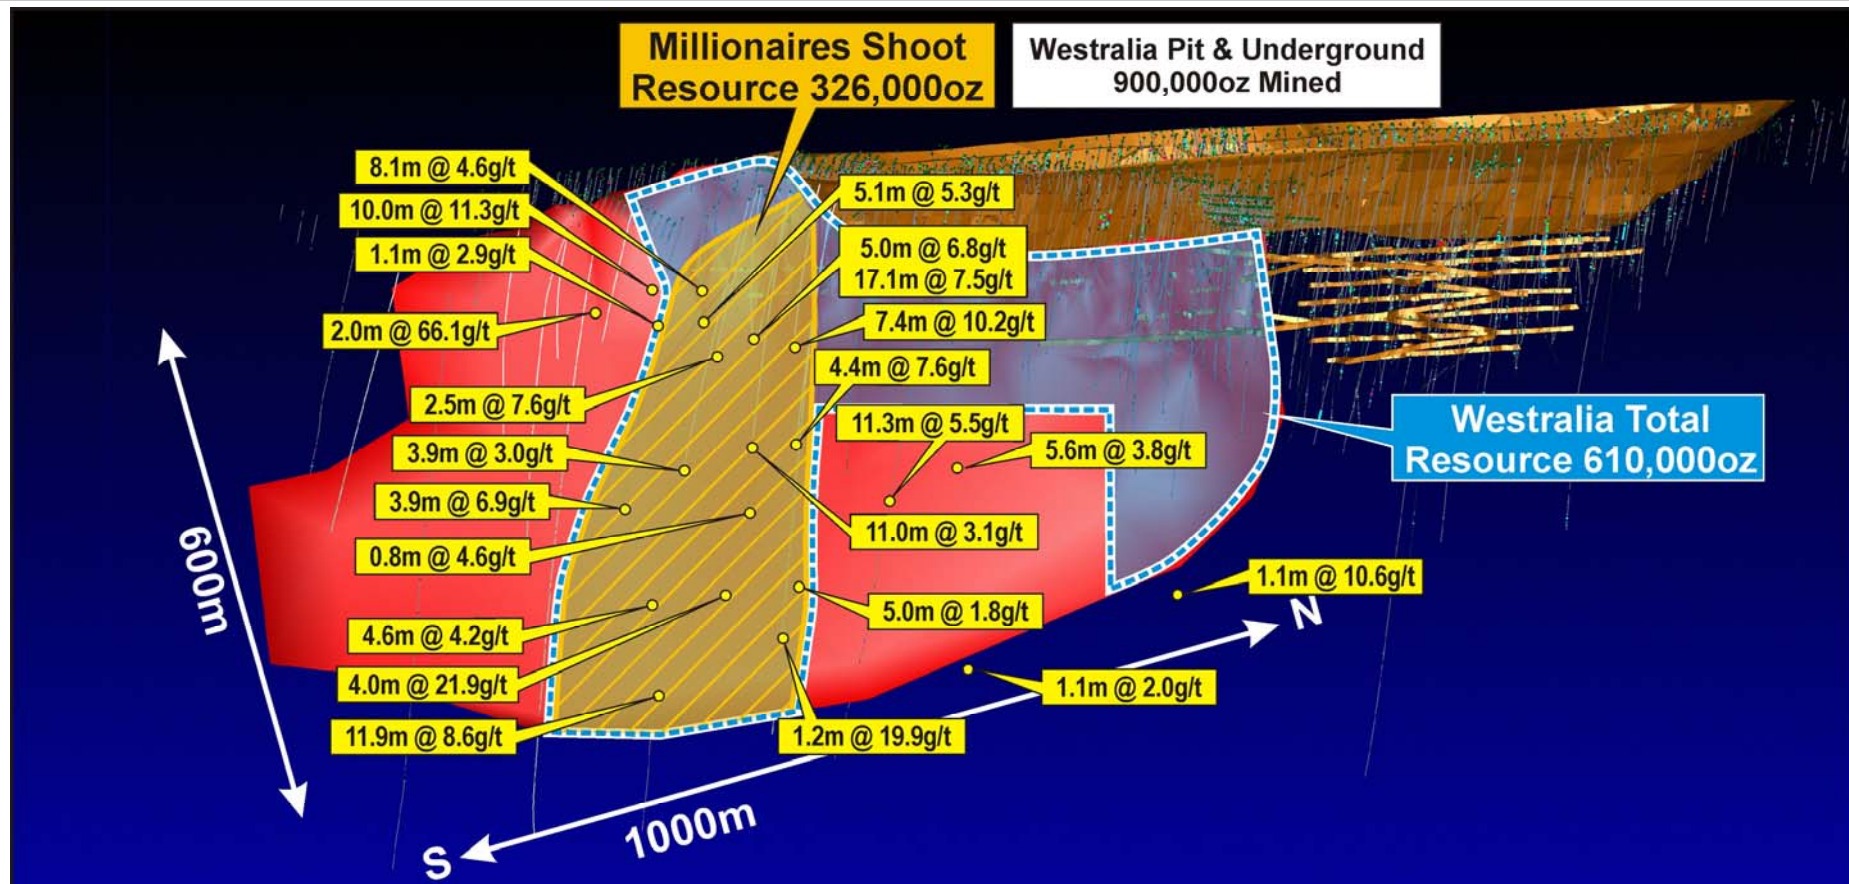 Millionaires Shoot
Resource 326,000oz
Westralia Pit & Underground
900,000oz Mined
8.1m @ 4.6g/t
10.0m @ 11.3g/t
1.1m @ 2.9g/t
2.0m @ 66.1g/t
2.5m @ 7.6g/t
3.9m @ 3.0g/t
3.9m @ 6.9g/t
0.8m @ 4.6g/t
4.6m @ 4.2g/t
4.0m @ 21.9g/t
11.9m @ 8.6g/t
5.1m @ 5.3g/t
5.0m @ 6.8g/t
17.1m @ 7.5g/t
7.4m @ 10.2g/t
4.4m @ 7.6g/t
11.3m @ 5.5g/t
5.6m @ 3.8g/t
11.0m @ 3.1g/t
5.0m @ 1.8g/t
1.2m @ 19.9g/t
1.1m @ 10.6g/t
1.1m @ 2.0g/t
Westralia Total
Resource 610,000oz
600m
1000m
S
N